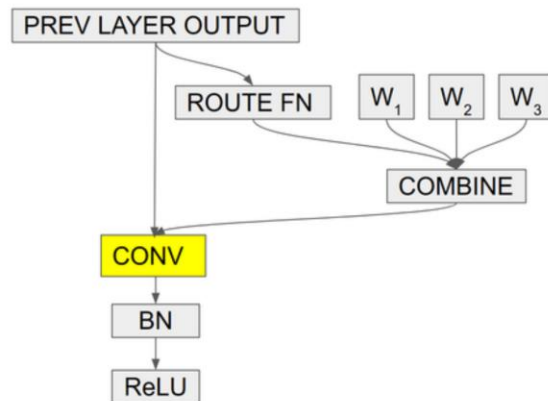 PREV LAYER OUTPUT
ROUTE FN
W1
W2
W3
COMBINE
CONV
BN
ReLU